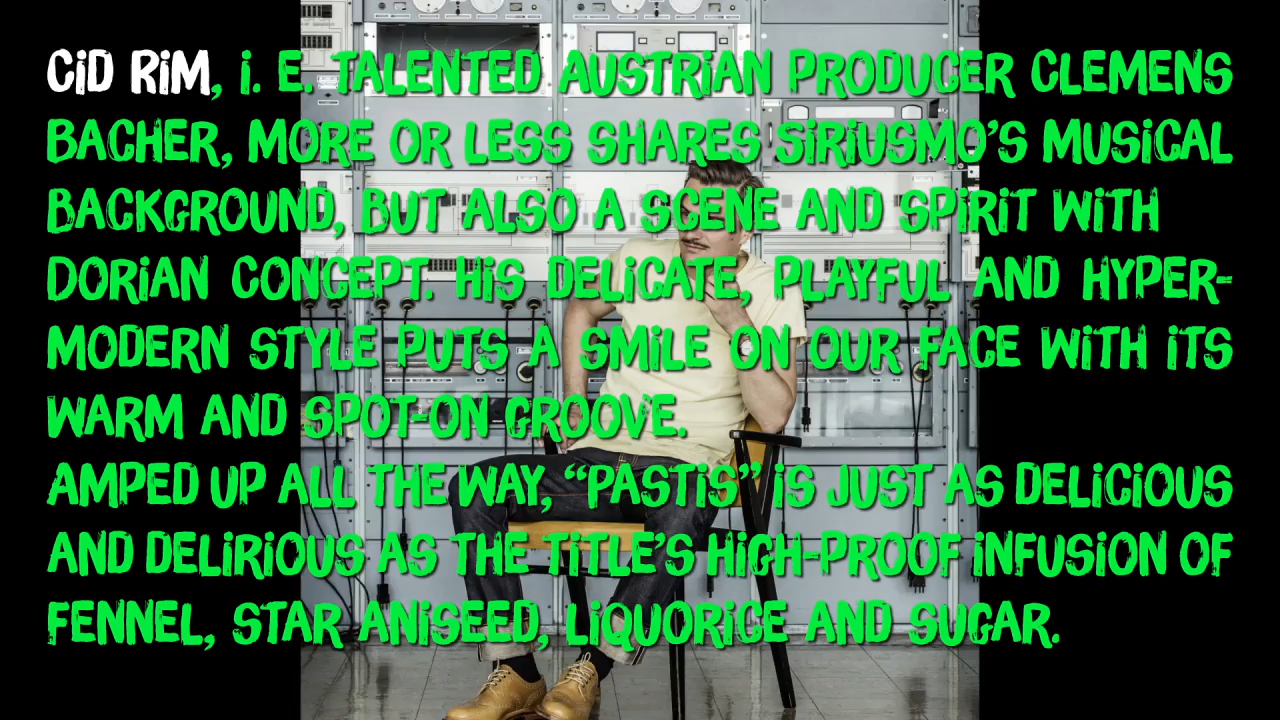 CiD RiM, i. E. TALENTED AUSTRiAN PRODUCER CLEMENS
BACHER, MORE OR LESS SHARES SiRiUSMO’S MUSiCAL
BACKGROUND, BUT ALSO A SCENE AND SPiRiT WiTH
DORiAN CONCEPT. HiS DELiCATE, PLAYFUL AND HYPER-
MODERN STYLE PUTS A SMiLE ON OUR FACE WiTH iTS
WARM AND SPOT-ON GROOVE.
AMPED UP ALL THE WAY, “PASTiS” iS JUST AS DELiCiOUS
AND DELiRiOUS AS THE TiTLE’S HiGH-PROOF iNFUSiON OF
FENNEL, STAR ANiSEED, LiQUORiCE AND SUGAR.